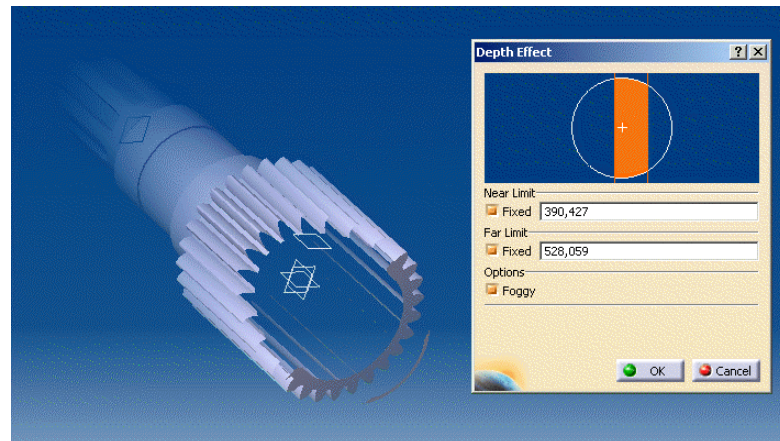 Depth Effect
Near Limit
Fixed 390,427
Far Limit
Fixed 528,059
Options
Foggy
OK Cancel